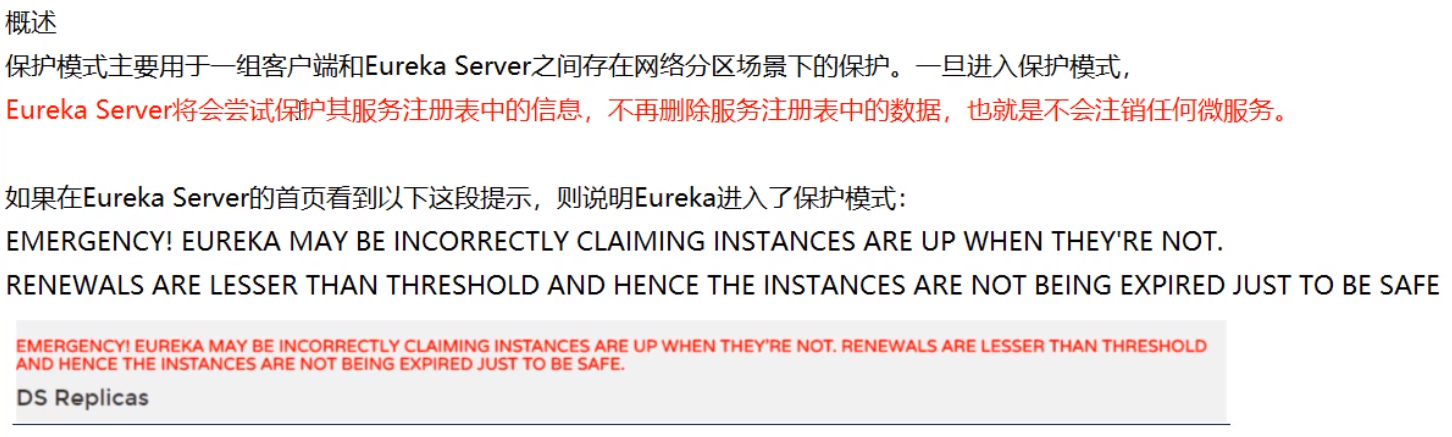 概述
保护模式主要用于一组客户端和Eureka Server之间存在网络分区场景下的保护。一旦进入保护模式，
Eureka Server将会尝试保护其服务注册表中的信息，不再删除服务注册表中的数据，也就是不会注销任何微服务。
如果在Eureka Server的首页看到以下这段提示，则说明Eureka进入了保护模式：
EMERGENCY! EUREKA MAY BE INCORRECTLY CLAIMING INSTANCES ARE UP WHEN THEY'RE NOT.
RENEWALS ARE LESSER THAN THRESHOLD AND HENCE THE INSTANCES ARE NOT BEING EXPIRED JUST TO BE SAFE
EMERGENCY! EUREKA MAY BE INCORRECTLY CLAIMING INSTANCES ARE UP WHEN THEY'RE NOT. RENEWALS ARE LESSER THAN THRESHOLD
AND HENCE THE INSTANCES ARE NOT BEING EXPIRED JUST TO BE SAFE.
DS Replicas